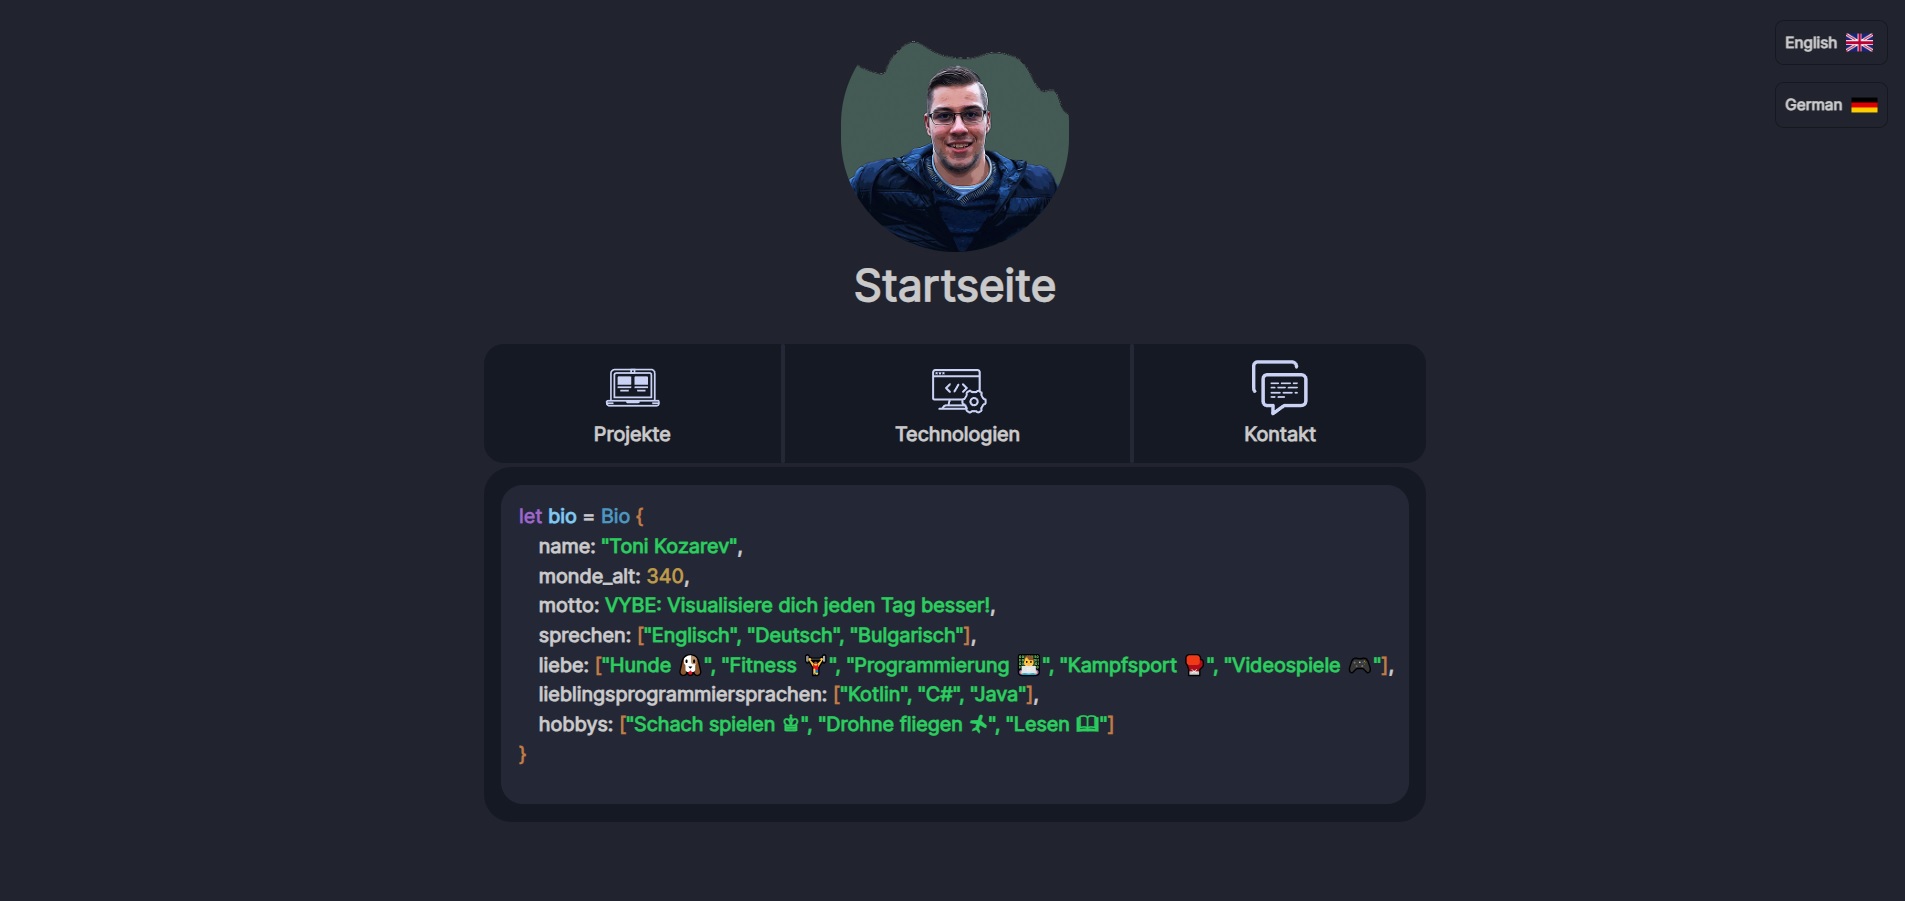 English
German
Startseite
Projekte
Technologien
Kontakt
let bio = Bio {
name: "Toni Kozarev",
monde_alt: 340,
motto: VYBE: Visualisiere dich jeden Tag besser!,
sprechen: ["Englisch", "Deutsch", "Bulgarisch"],
liebe: ["Hunde 🐶", "Fitness 🏋", "Programmierung 👨‍💻", "Kampfsport 🥊", "Videospiele 🎮"],
lieblingsprogrammiersprachen: ["Kotlin", "C#", "Java"],
hobbys: ["Schach spielen ♔", "Drohne fliegen ✈", "Lesen 📖"]
}